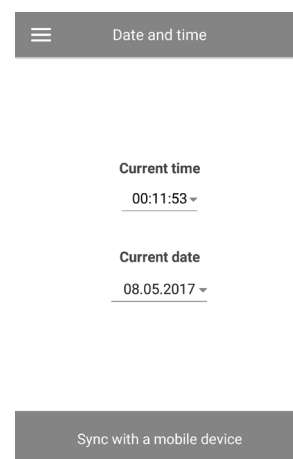 Date and time
Current time
00:11:53
Current date
08.05.2017
Sync with a mobile device